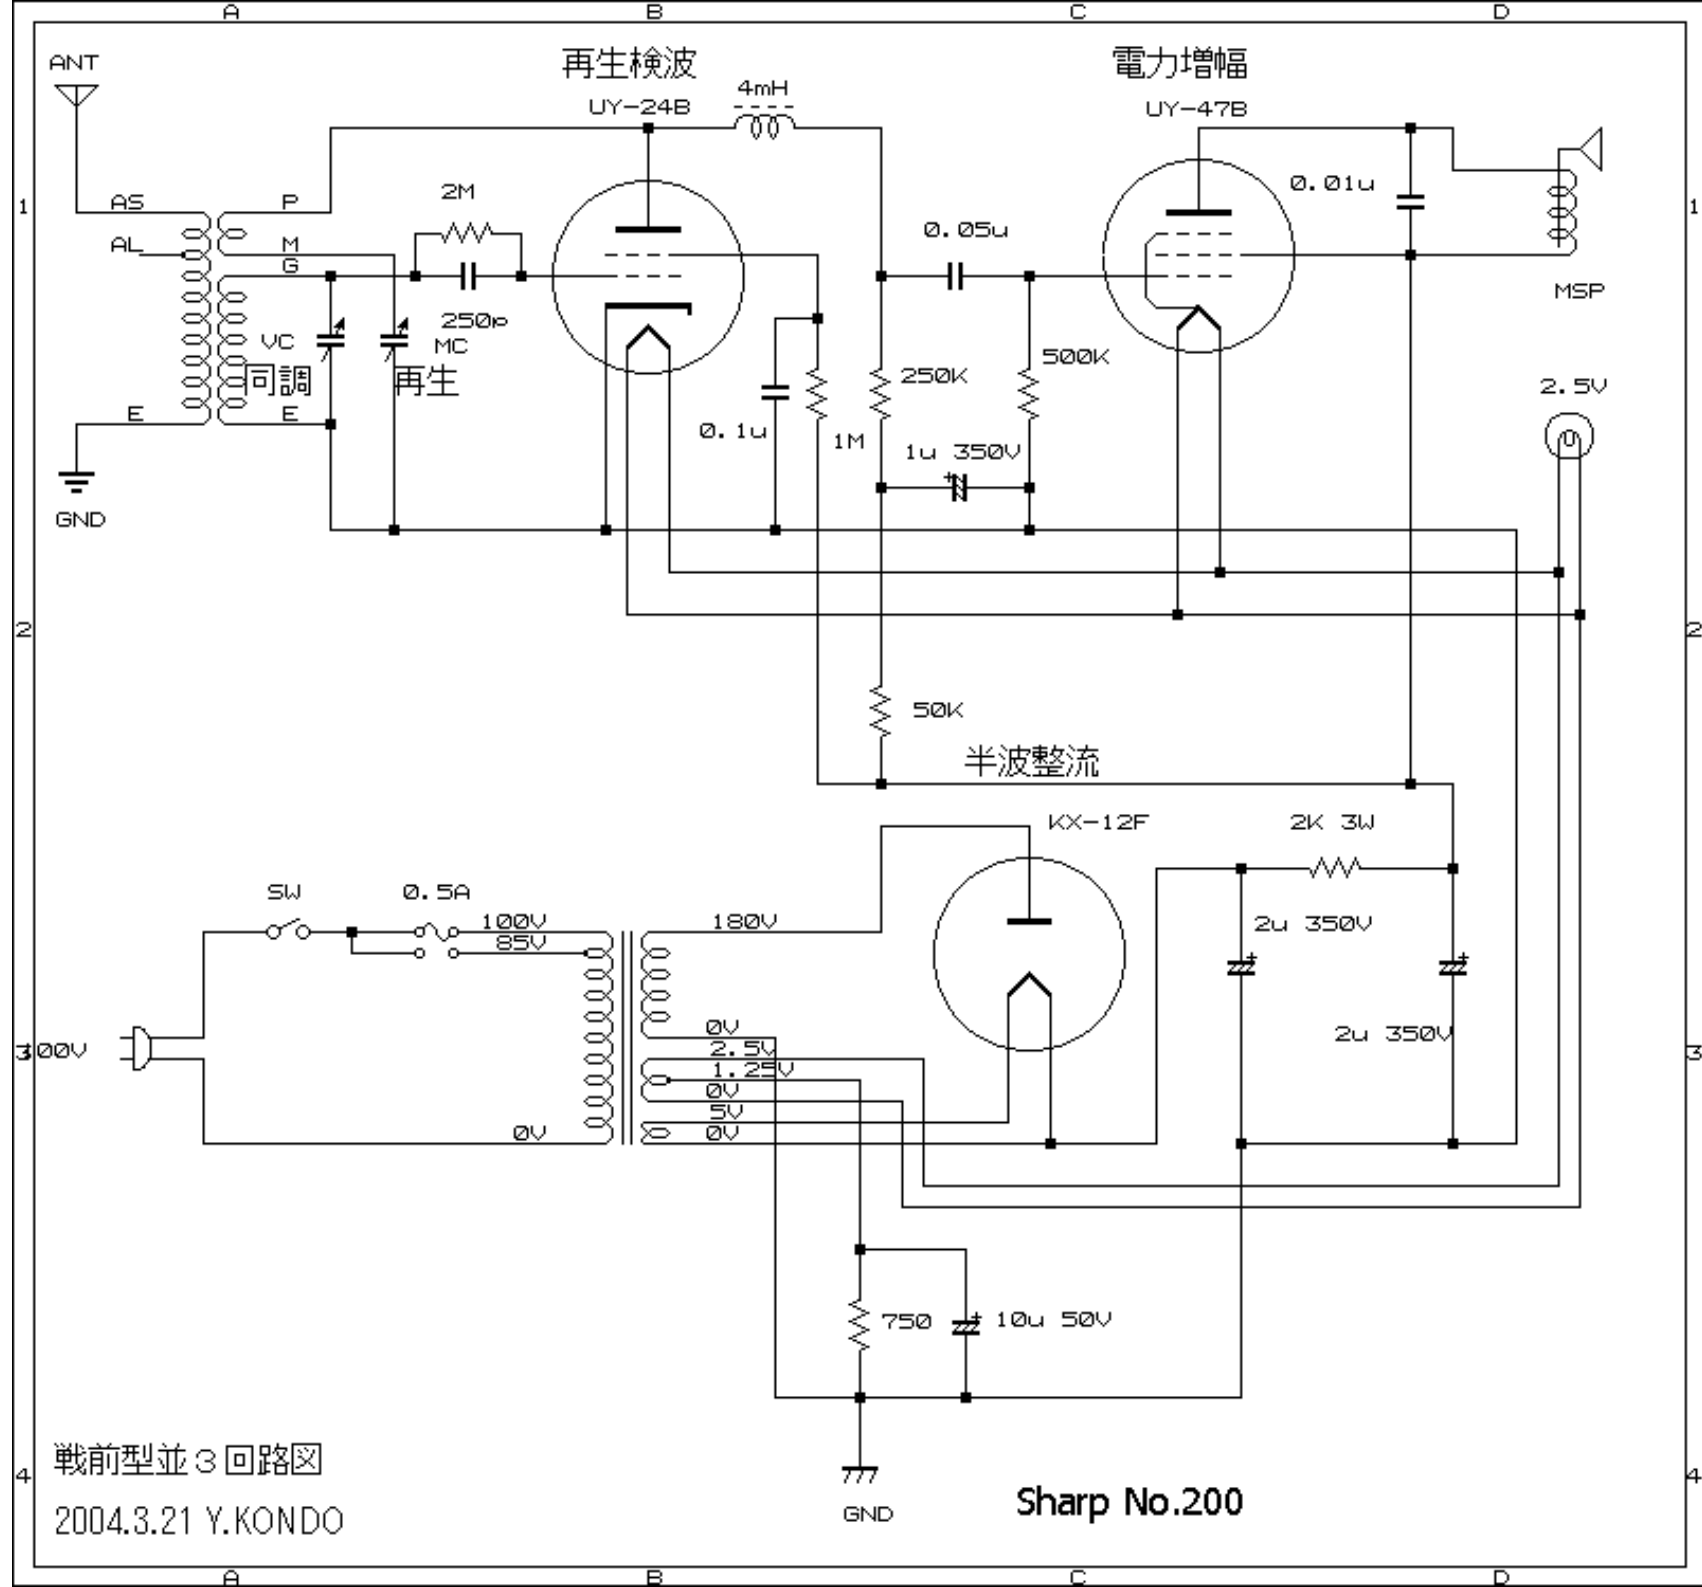 A B C D
ANT
再生検波
電力増幅
4mH
UY-24B
UY-47B
2M
0.01u
AS P
1 1
0.05u
AL M
G
MSP
250p
VC MC
同調 再生
500K
250K
2.5V
E E
0.1u
1M
1u 350V
GND
2 2
50K
半波整流
KX-12F
2K 3W
SW
0.5A
100V
180V
2u 350V
85V
0V
2u 350V
2.5V
3 00V
3
1.25V
0V
5V
0V
0V
750
10u 50V
戦前型並3回路図
4 4
Sharp No.200
GND
2004.3.21 Y.KONDO
A B C D